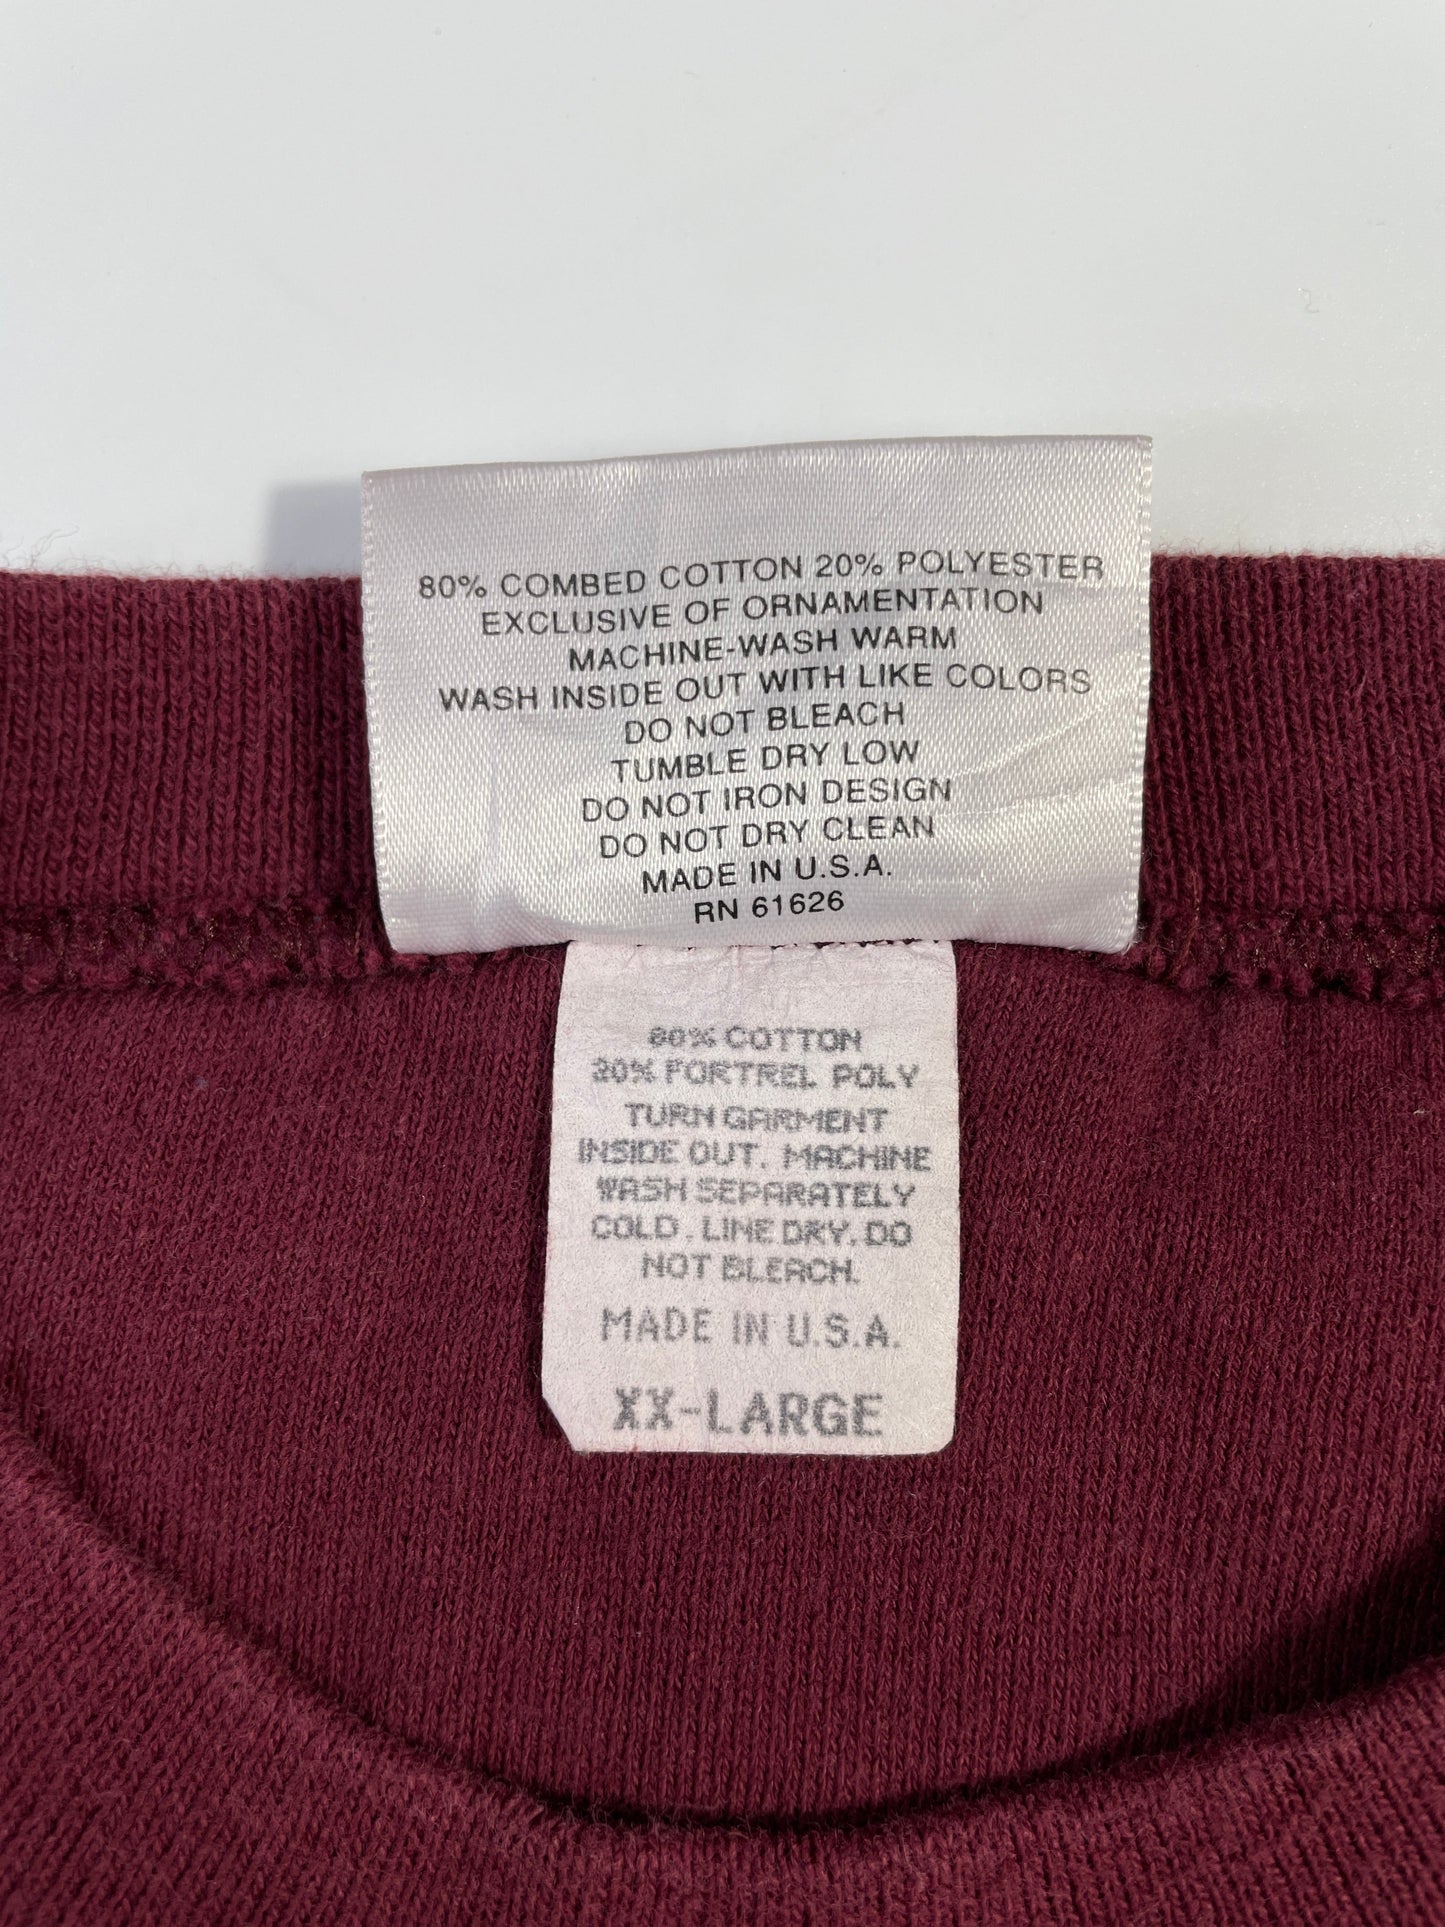 80% COMBED COTTON 20% POLYESTER
EXCLUSIVE OF ORNAMENTATION
MACHINE-WASH WARM
WASH INSIDE OUT WITH LIKE COLORS
DO NOT BLEACH
TUMBLE DRY LOW
DO NOT IRON DESIGN
DO NOT DRY CLEAN
MADE IN U.S.A.
RN 61626
80% COTTON
20% FORTREL POLY
TURN GARMENT
INSIDE OUT. MACHINE
WASH SEPARATELY
COLD. LINE DRY. DO
NOT BLEACH.
MADE IN U.S.A.
XX-LARGE